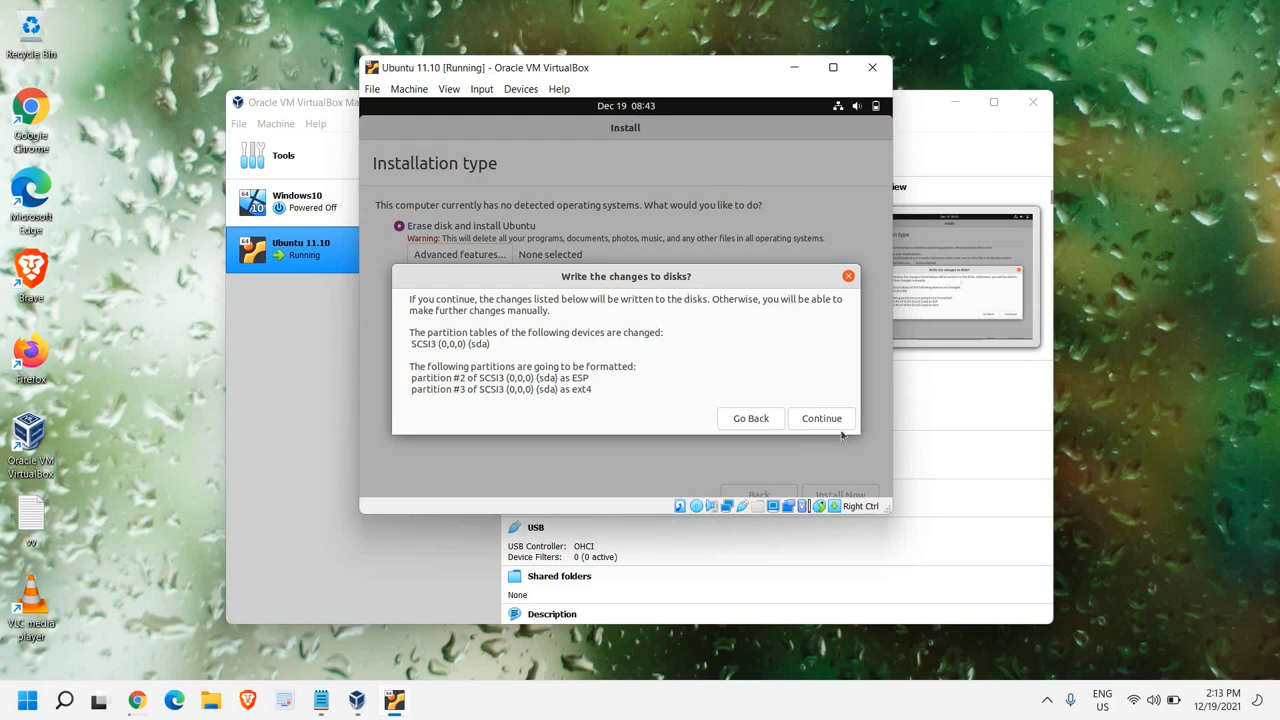 Recycle Bin
Google
Chrome
Microsoft
Edge
Brave
Firefox
Oracle VM
VirtualBox
vv
VLC media
player
Oracle VM VirtualBox Ma
File Machine Help
Tools
64
10
Windows10
Powered Off
64
Ubuntu 11.10
Running
Ubuntu 11.10 [Running] - Oracle VM VirtualBox
File Machine View Input Devices Help
Dec 19 08:43
Install
Installation type
This computer currently has no detected operating systems. What would you like to do?
Erase disk and install Ubuntu
Warning: This will delete all your programs, documents, photos, music, and any other files in all operating systems.
Advanced features... None selected
Write the changes to disks?
If you continue, the changes listed below will be written to the disks. Otherwise, you will be able to
make further changes manually.
The partition tables of the following devices are changed:
SCSI3 (0,0,0) (sda)
The following partitions are going to be formatted:
partition #2 of SCSI3 (0,0,0) (sda) as ESP
partition #3 of SCSI3 (0,0,0) (sda) as ext4
Go Back Continue
Back Install Now
Right Ctrl
iew
USB
USB Controller: OHCI
Device Filters: 0 (0 active)
Shared folders
None
Description
ENG
US
2:13 PM
12/19/2021